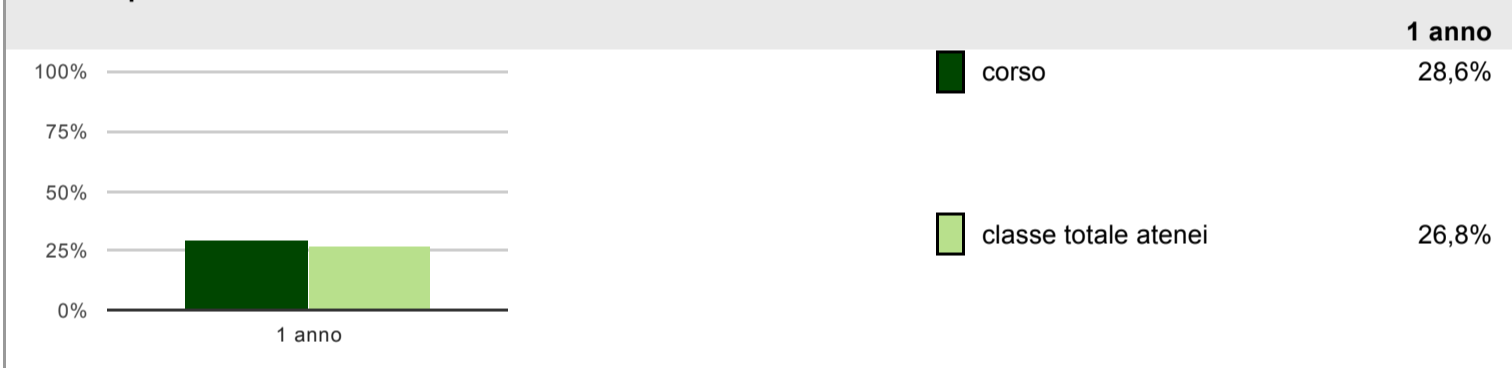 1 anno
100%
75%
50%
25%
0%
1 anno
corso 28,6%
classe totale atenei 26,8%